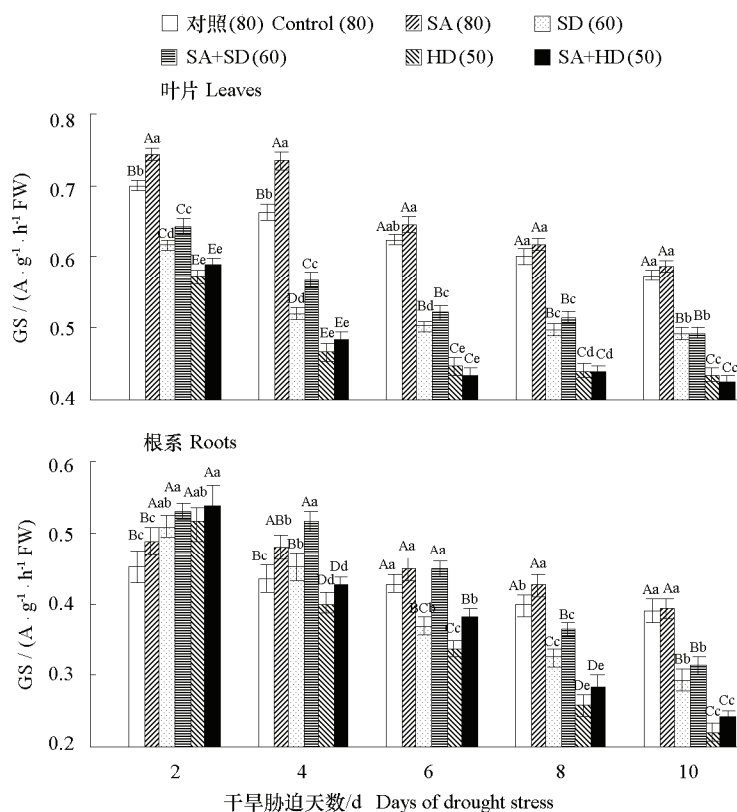 对照(80) Control (80) SA(80) SD (60)
SA+SD(60) HD(50) SA+HD(50)
叶片 Leaves
GS / (A · g⁻¹ · h⁻¹ FW)
0.8
0.7
0.6
0.5
0.4
Bb Aa Cd Cc Ee Ee
Bb Aa Dd Cc Ee Ee
Aab Aa Bd Bc Ce Ce
Aa Aa Bc Bc Cd Cd
Aa Aa Bb Bb Cc Cc
根系 Roots
GS / (A · g⁻¹ · h⁻¹ FW)
0.6
0.5
0.4
0.3
0.2
Bc Bc Aab Aa Aab Aa
Bc ABb Bb Aa Dd Dd
Aa Aa BCb Aa Cc Bb
Ab Aa Cc Bc De De
Aa Aa Bb Bb Cc Cc
2 4 6 8 10
干旱胁迫天数/d Days of drought stress